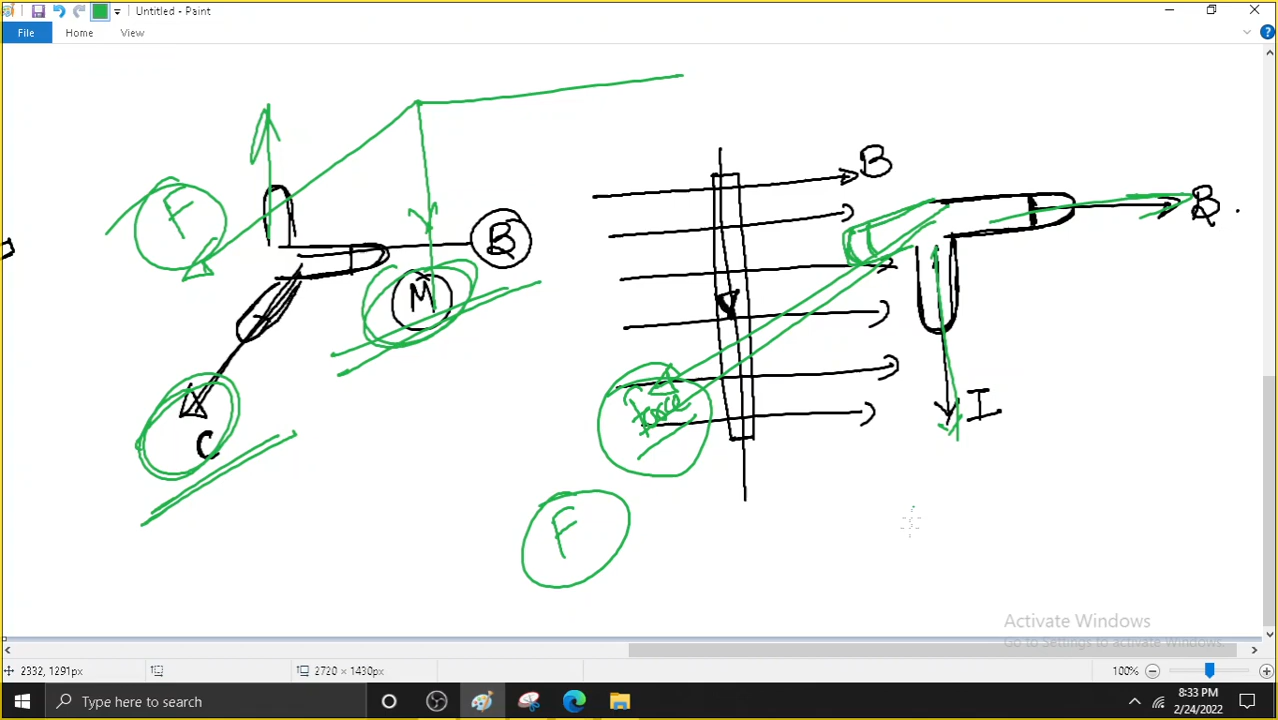 Untitled - Paint
File Home View
B
F
B
B.
M
force
I
C
F
Activate Windows
Go to Settings to activate Windows.
2332, 1291px
2720 × 1430px
100%
Type here to search
8:33 PM
2/24/2022